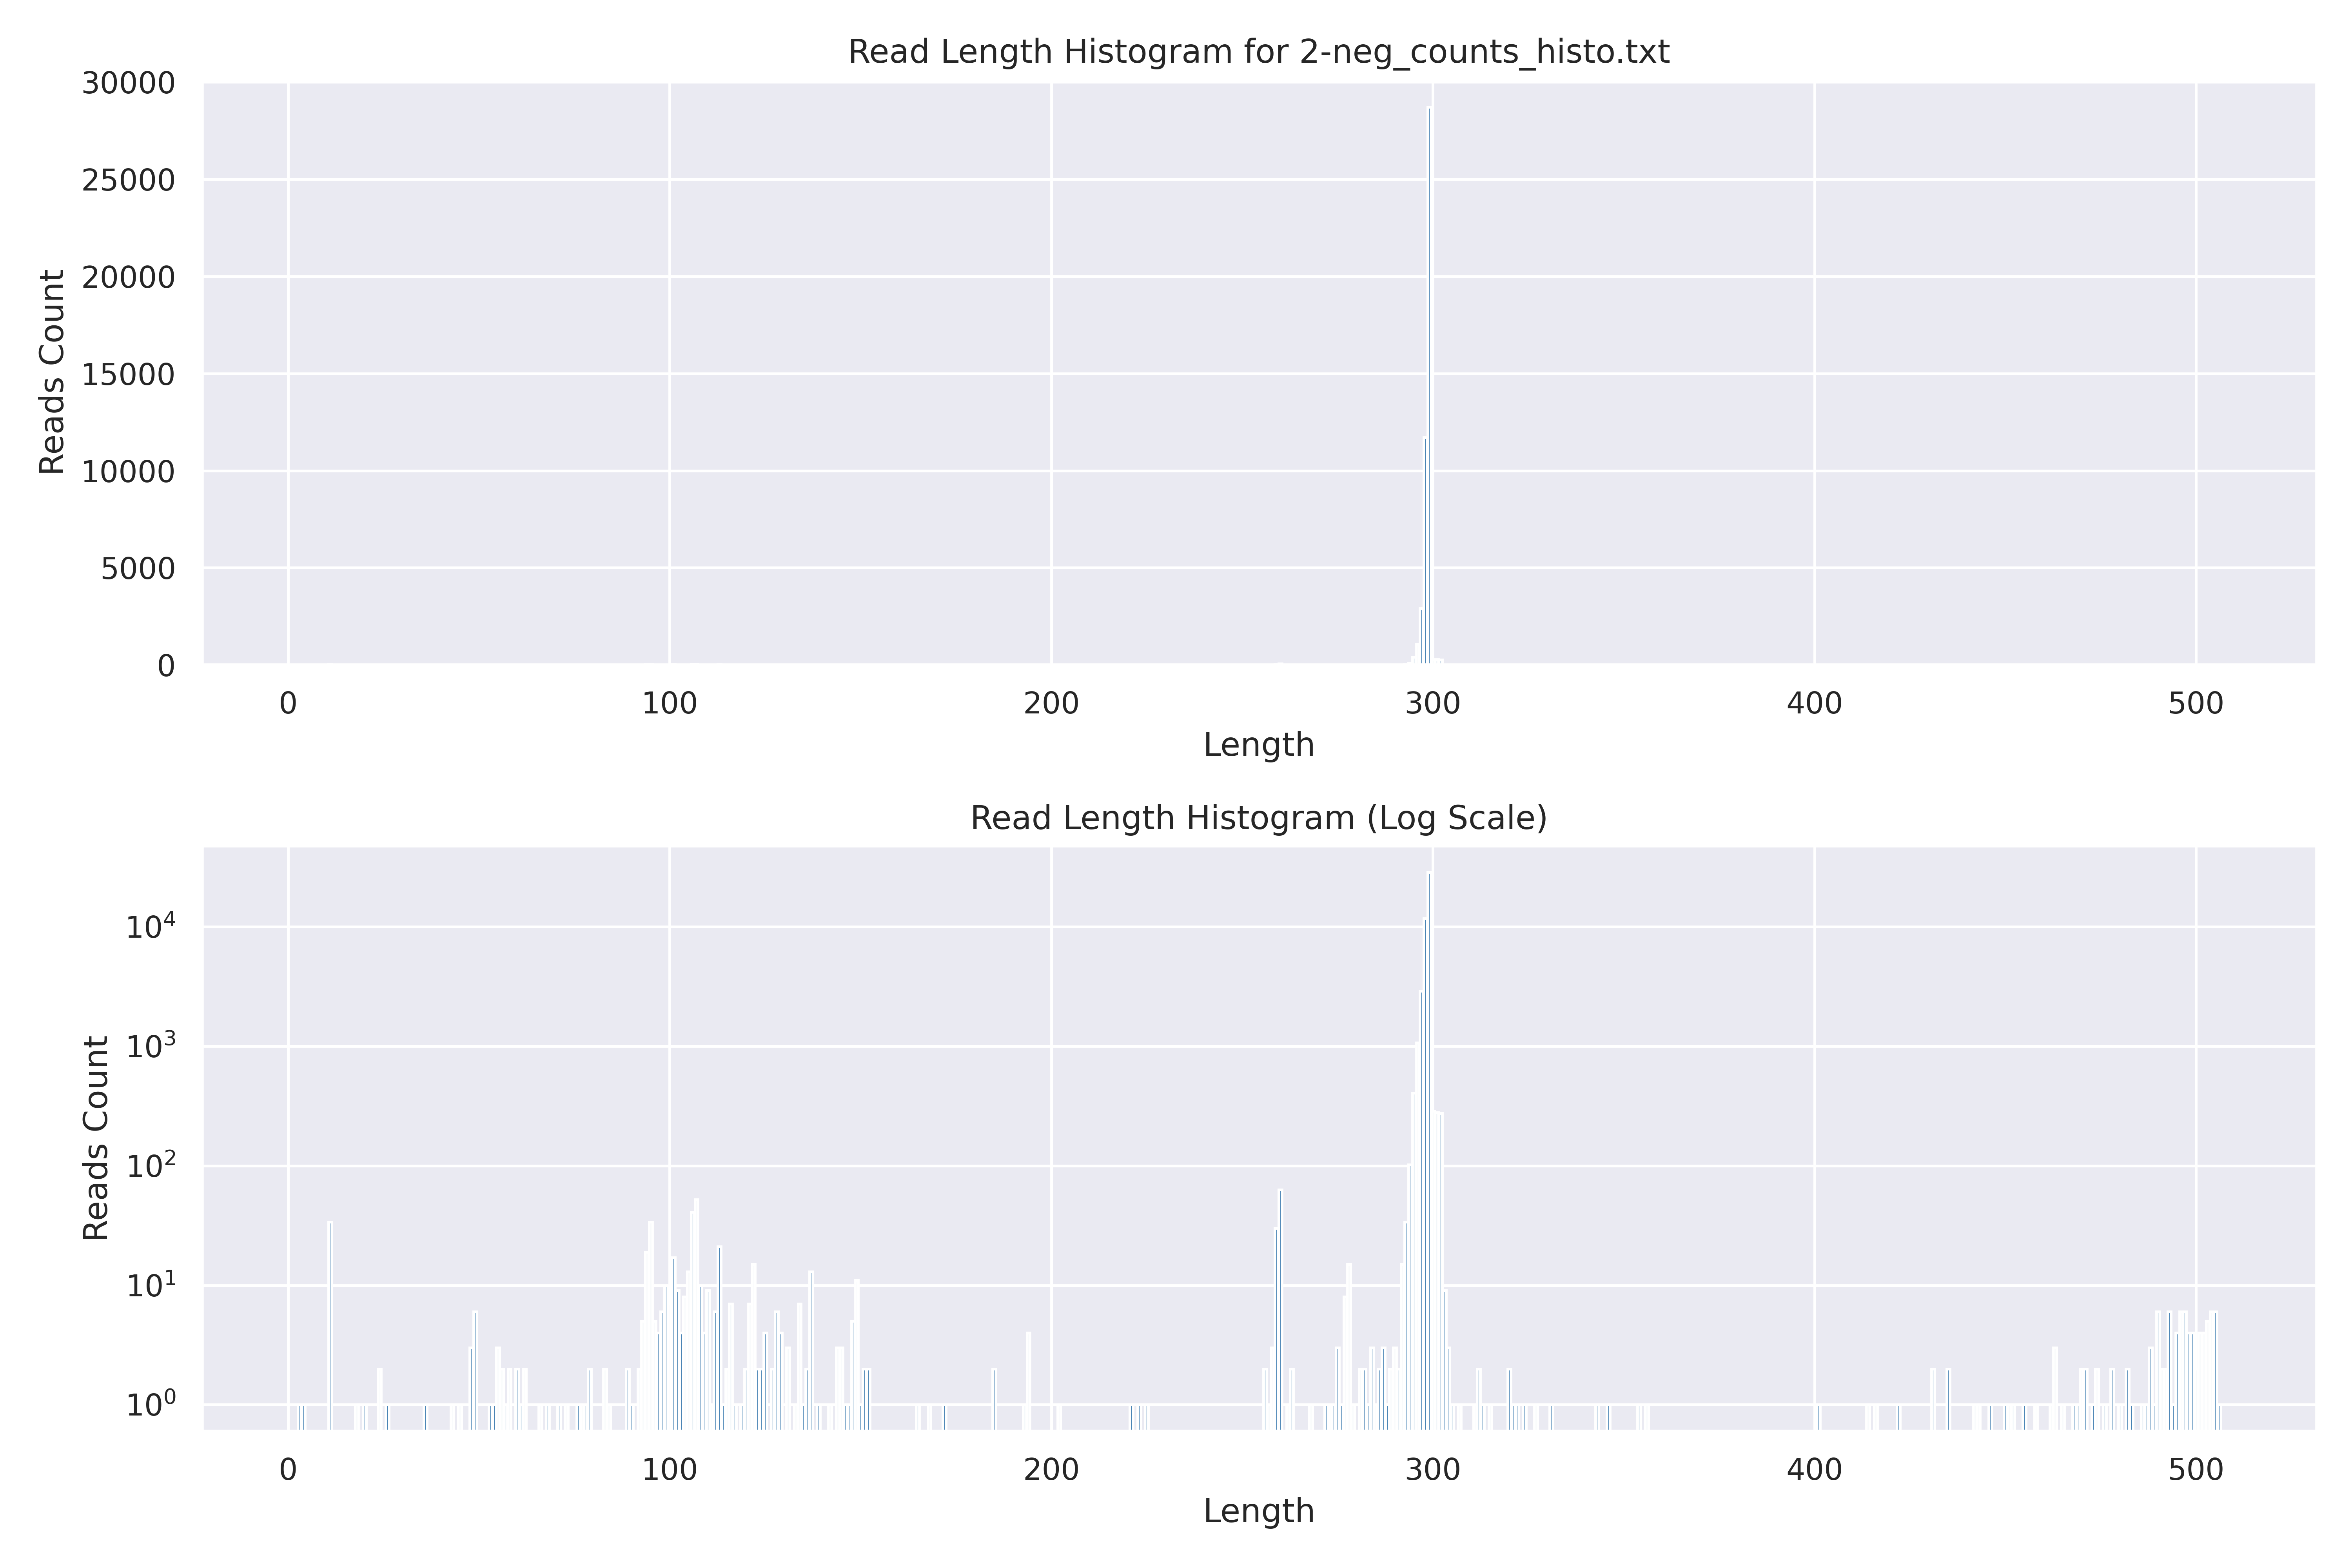 Read Length Histogram for 2-neg_counts_histo.txt
30000
25000
20000
15000
10000
5000
0
Reads Count
0 100 200 300 400 500
Length
Read Length Histogram (Log Scale)
10⁴
10³
10²
10¹
10⁰
Reads Count
0 100 200 300 400 500
Length